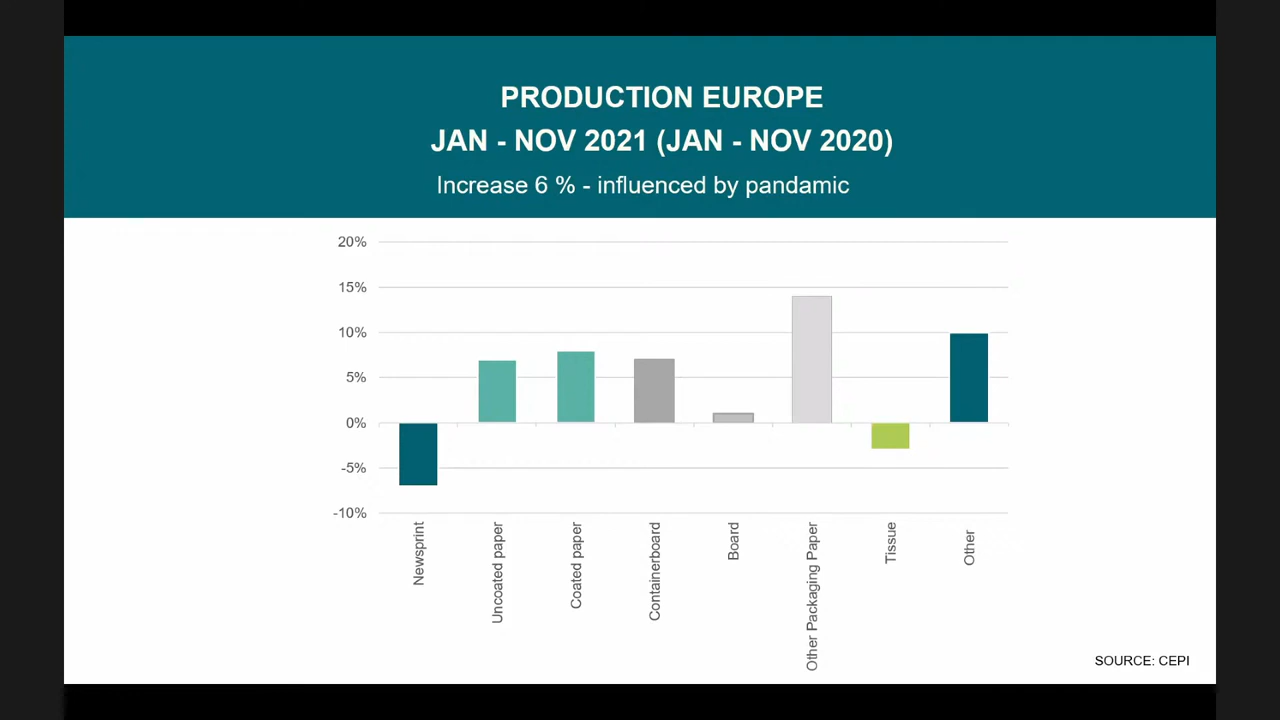 PRODUCTION EUROPE
JAN - NOV 2021 (JAN - NOV 2020)
Increase 6 % - influenced by pandamic
20%
15%
10%
5%
0%
-5%
-10%
Newsprint
Uncoated paper
Coated paper
Containerboard
Board
Other Packaging Paper
Tissue
Other
SOURCE: CEPI